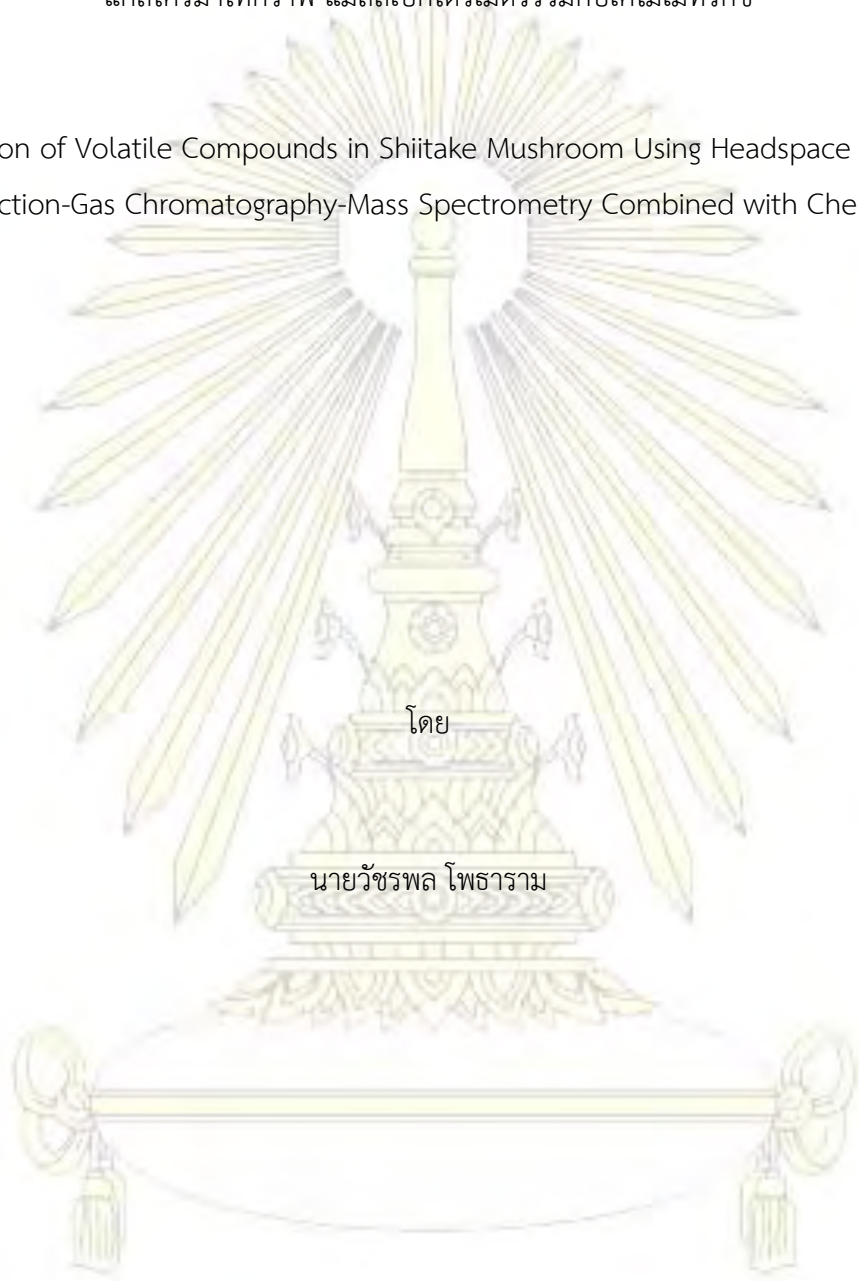 on of Volatile Compounds in Shiitake Mushroom Using Headspace
ction-Gas Chromatography-Mass Spectrometry Combined with Che
โดย
นายวัชรพล โพธาราม